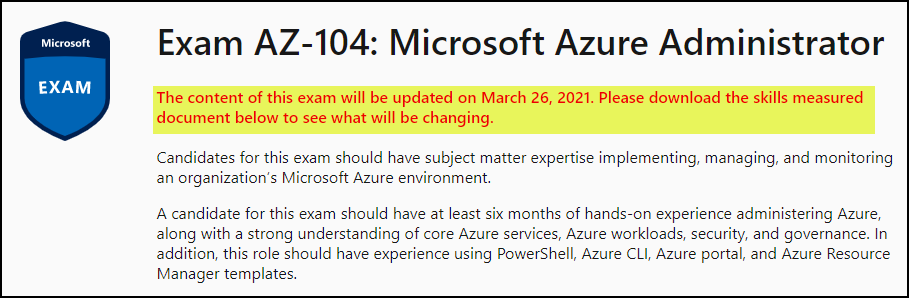 Microsoft
EXAM
Exam AZ-104: Microsoft Azure Administrator
The content of this exam will be updated on March 26, 2021. Please download the skills measured
document below to see what will be changing.
Candidates for this exam should have subject matter expertise implementing, managing, and monitoring
an organization's Microsoft Azure environment.
A candidate for this exam should have at least six months of hands-on experience administering Azure,
along with a strong understanding of core Azure services, Azure workloads, security, and governance. In
addition, this role should have experience using PowerShell, Azure CLI, Azure portal, and Azure Resource
Manager templates.